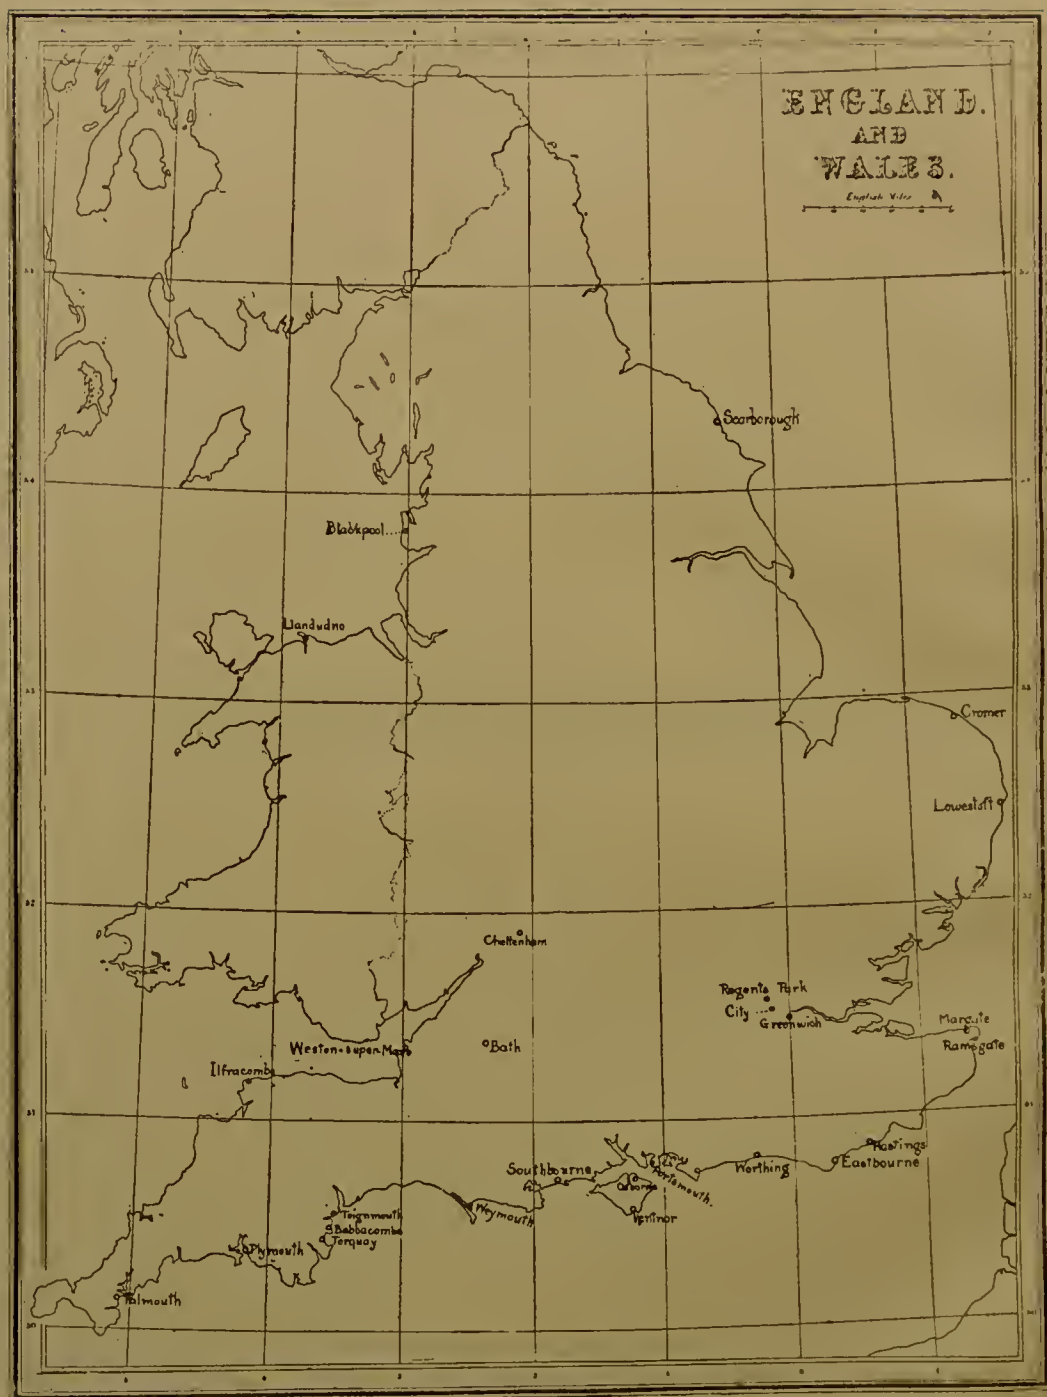 ENGLAND.
AND
WALES.
English Miles
Scarborough
Blackpool
Llandudno
Cromer
Lowestoft
Cheltenham
Regents Park
City
Greenwich
Margate
Ramsgate
Weston-super-Mare
Bath
Ilfracombe
Hastings
Eastbourne
Worthing
Portsmouth.
Southbourne
Osborne
Ventnor
Weymouth
Teignmouth
Babbacombe
Torquay
Plymouth
Falmouth